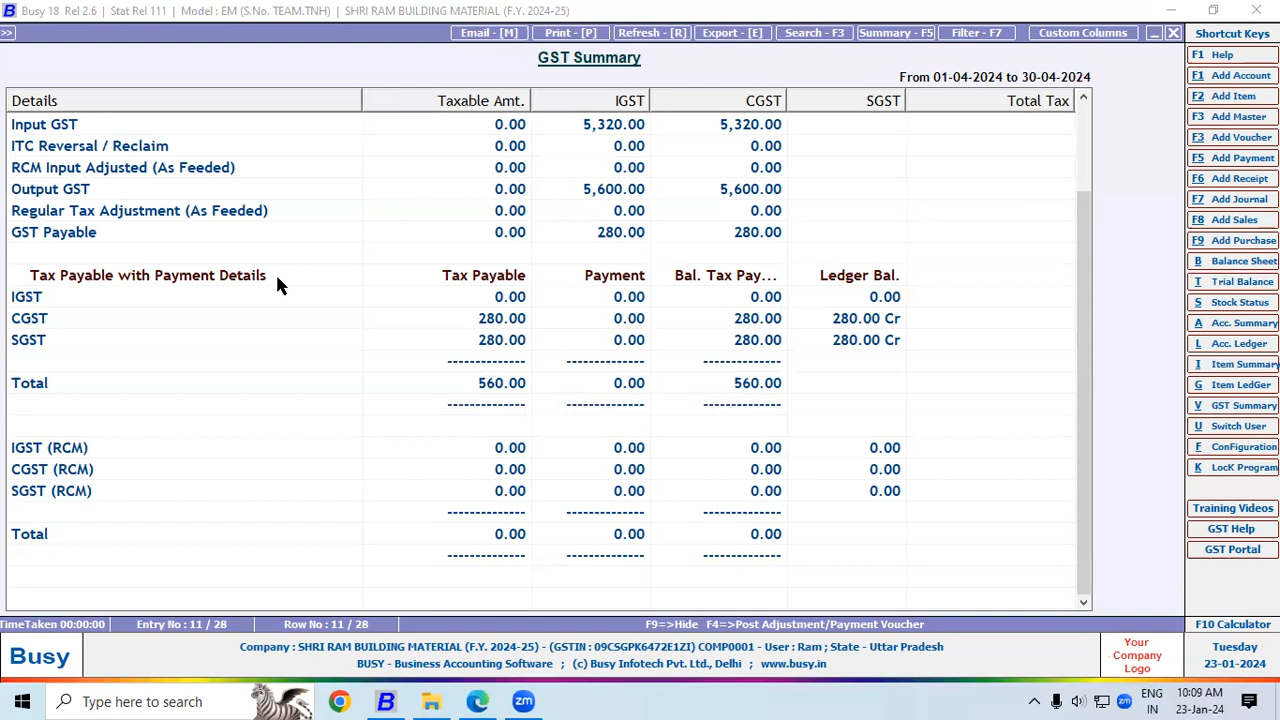 Busy 18 Rel 2.6 | Stat Rel 111 | Model : EM (S.No. TEAM.TNH) | SHRI RAM BUILDING MATERIAL (F.Y. 2024-25)
>> Email - [M] Print - [P] Refresh - [R] Export - [E] Search - F3 Summary - F5 Filter - F7 Custom Columns
GST Summary
From 01-04-2024 to 30-04-2024
Details Taxable Amt. IGST CGST SGST Total Tax
Input GST 0.00 5,320.00 5,320.00
ITC Reversal / Reclaim 0.00 0.00 0.00
RCM Input Adjusted (As Feeded) 0.00 0.00 0.00
Output GST 0.00 5,600.00 5,600.00
Regular Tax Adjustment (As Feeded) 0.00 0.00 0.00
GST Payable 0.00 280.00 280.00
Tax Payable with Payment Details Tax Payable Payment Bal. Tax Pay... Ledger Bal.
IGST 0.00 0.00 0.00 0.00
CGST 280.00 0.00 280.00 280.00 Cr
SGST 280.00 0.00 280.00 280.00 Cr
-------------- -------------- --------------
Total 560.00 0.00 560.00
-------------- -------------- --------------
IGST (RCM) 0.00 0.00 0.00 0.00
CGST (RCM) 0.00 0.00 0.00 0.00
SGST (RCM) 0.00 0.00 0.00 0.00
-------------- -------------- --------------
Total 0.00 0.00 0.00
-------------- -------------- --------------
Shortcut Keys
F1 Help
F1 Add Account
F2 Add Item
F3 Add Master
F3 Add Voucher
F5 Add Payment
F6 Add Receipt
F7 Add Journal
F8 Add Sales
F9 Add Purchase
B Balance Sheet
T Trial Balance
S Stock Status
A Acc. Summary
L Acc. Ledger
I Item Summary
G Item LedGer
V GST Summary
U Switch User
F ConFiguration
K LocK Program
Training Videos
GST Help
GST Portal
TimeTaken 00:00:00 Entry No : 11 / 28 Row No : 11 / 28 F9=>Hide F4=>Post Adjustment/Payment Voucher F10 Calculator
Busy
Company : SHRI RAM BUILDING MATERIAL (F.Y. 2024-25) - (GSTIN : 09CSGPK6472E1ZI) COMP0001 - User : Ram ; State - Uttar Pradesh
BUSY - Business Accounting Software ; (c) Busy Infotech Pvt. Ltd., Delhi ; www.busy.in
Your
Company
Logo
Tuesday
23-01-2024
Type here to search
B
zm
zm
ENG
IN
10:09 AM
23-Jan-24